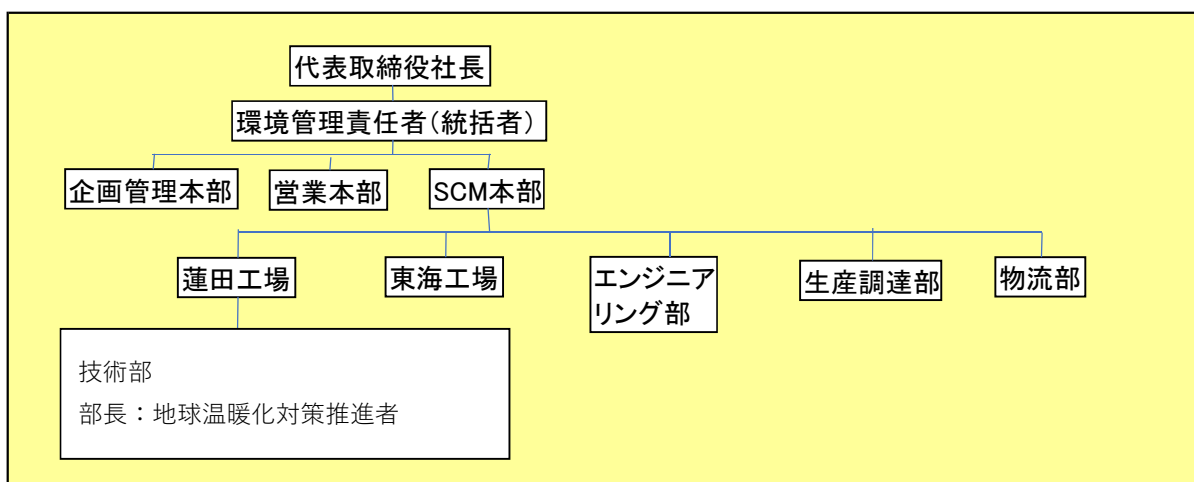 代表取締役社長
環境管理責任者(統括者)
企画管理本部
営業本部
SCM本部
蓮田工場
東海工場
エンジニア
リング部
生産調達部
物流部
技術部
部長：地球温暖化対策推進者